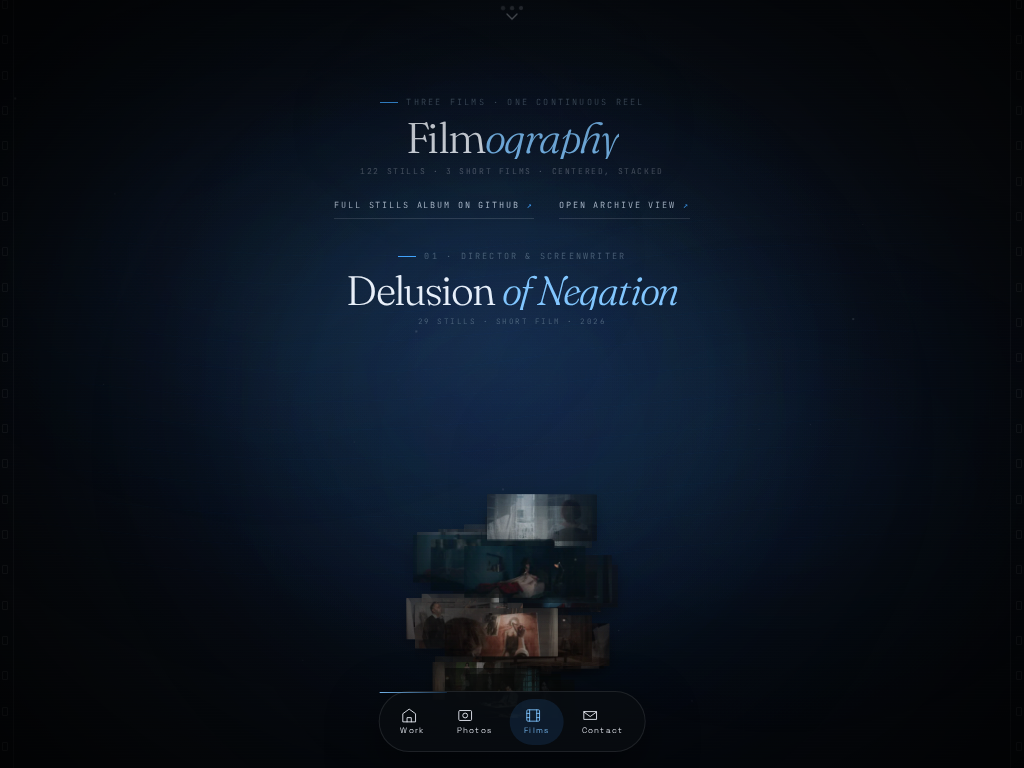 THREE FILMS · ONE CONTINUOUS REEL
Filmography
122 STILLS · 3 SHORT FILMS · CENTERED, STACKED
FULL STILLS ALBUM ON GITHUB ↗ OPEN ARCHIVE VIEW ↗
01 · DIRECTOR & SCREENWRITER
Delusion of Negation
29 STILLS · SHORT FILM · 2026
Work Photos Films Contact